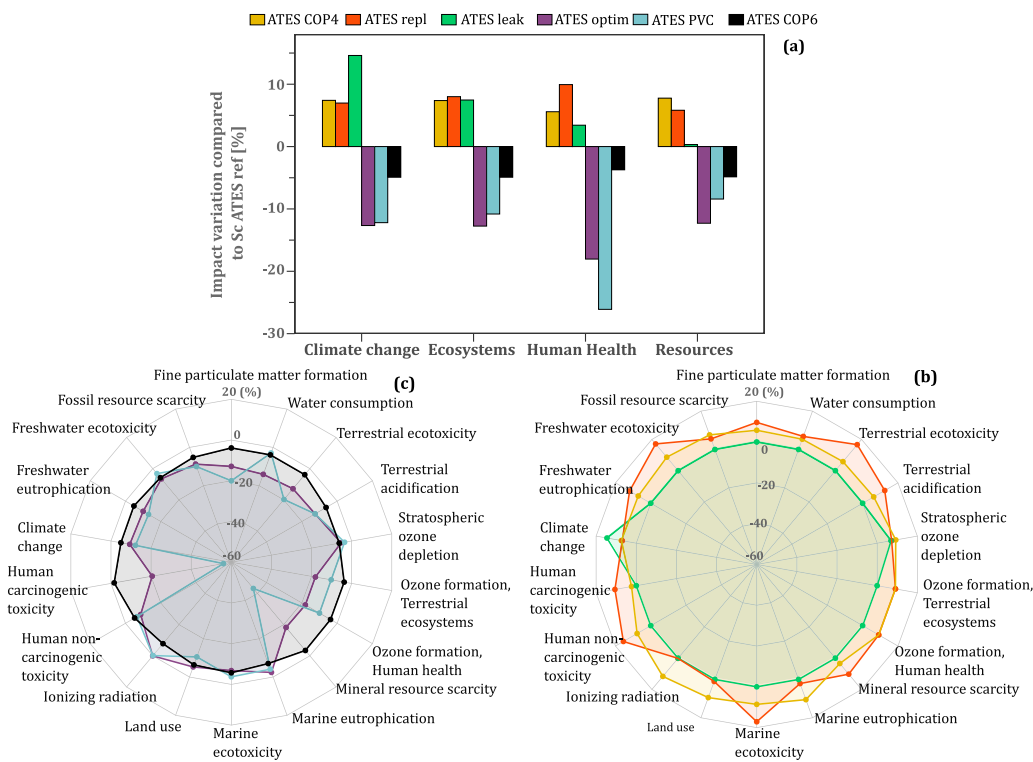 ATES COP4 ATES repl ATES leak ATES optim ATES PVC ATES COP6
(a)
Impact variation compared
to Sc ATES ref [%]
10
0
-10
-20
-30
Climate change Ecosystems Human Health Resources
(c)
Fine particulate matter formation
20 (%)
0
-20
-40
-60
Water consumption
Terrestrial ecotoxicity
Terrestrial
acidification
Stratospheric
ozone
depletion
Ozone formation,
Terrestrial
ecosystems
Ozone formation,
Human health
Mineral resource scarcity
Marine eutrophication
Marine
ecotoxicity
Land use
Ionizing radiation
Human non-
carcinogenic
toxicity
Human
carcinogenic
toxicity
Climate
change
Freshwater
eutrophication
Freshwater ecotoxicity
Fossil resource scarcity
(b)
Fine particulate matter formation
20 (%)
0
-20
-40
-60
Water consumption
Terrestrial ecotoxicity
Terrestrial
acidification
Stratospheric
ozone
depletion
Ozone formation,
Terrestrial
ecosystems
Ozone formation,
Human health
Mineral resource scarcity
Marine eutrophication
Marine
ecotoxicity
Land use
Ionizing radiation
Human non-
carcinogenic
toxicity
Human
carcinogenic
toxicity
Climate
change
Freshwater
eutrophication
Freshwater ecotoxicity
Fossil resource scarcity